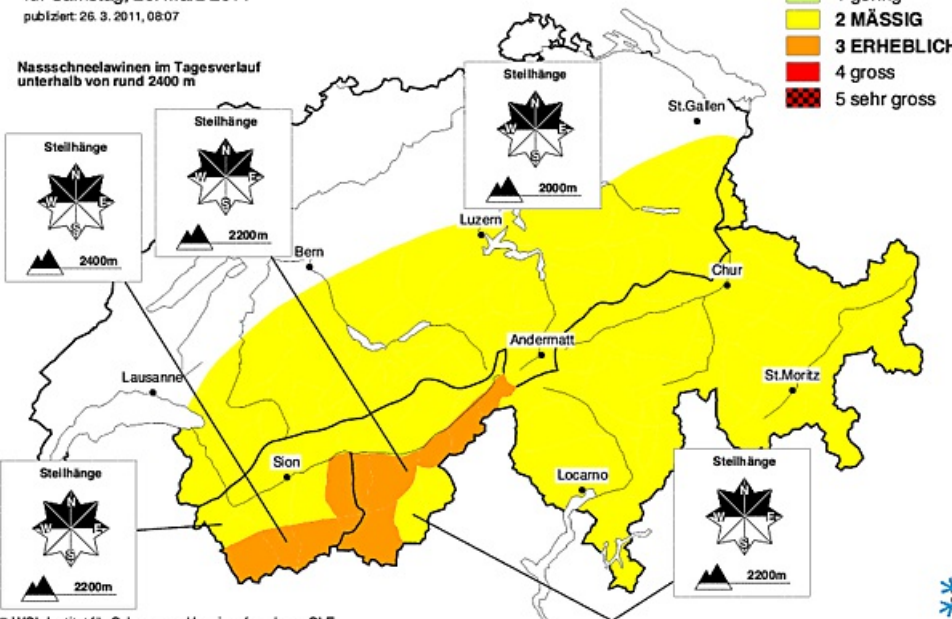 publiziert: 26. 3. 2011, 08:07
Nassschneelawinen im Tagesverlauf
unterhalb von rund 2400 m
2 MÄSSIG
3 ERHEBLICH
4 gross
5 sehr gross
Steilhänge
N
W E
S
2400m
Steilhänge
N
W E
S
2200m
Steilhänge
N
W E
S
2000m
St.Gallen
Luzern
Bern
Chur
Andermatt
Lausanne
St.Moritz
Sion
Locarno
Steilhänge
N
W E
S
2200m
Steilhänge
N
W E
S
2200m